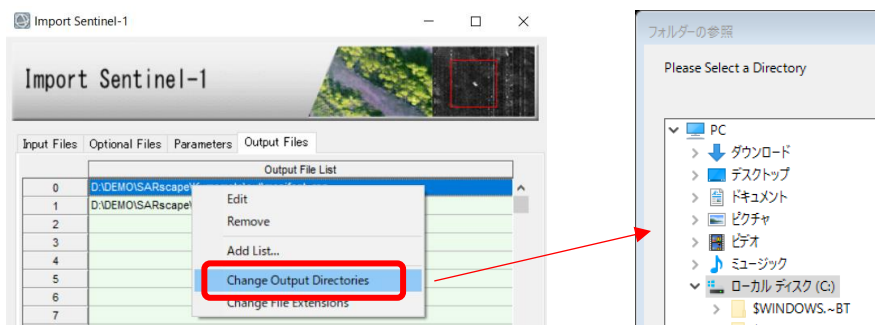 Import Sentinel-1
Import Sentinel-1
Input Files
Optional Files
Parameters
Output Files
Output File List
0
D:\DEMO\SARscape\
1
D:\DEMO\SARscape\
2
3
4
5
6
7
Edit
Remove
Add List...
Change Output Directories
Change File Extensions
フォルダーの参照
Please Select a Directory
PC
ダウンロード
デスクトップ
ドキュメント
ピクチャ
ビデオ
ミュージック
ローカル ディスク (C:)
$WINDOWS.~BT